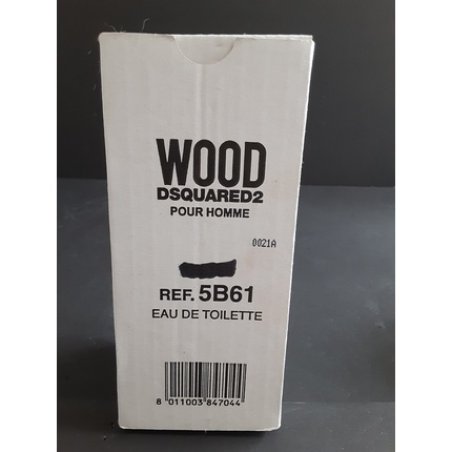 WOOD
DSQUARED2
POUR HOMME
0021A
REF. 5B61
EAU DE TOILETTE
8 011003 847044